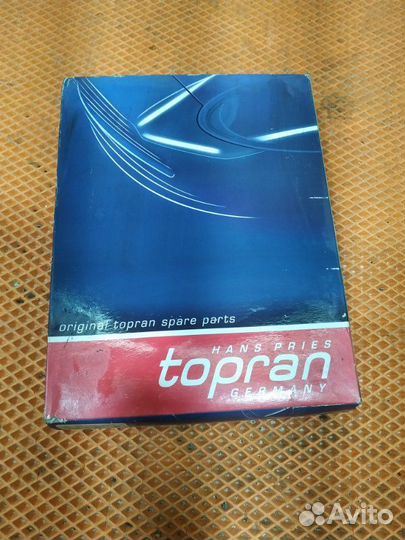 original topran spare parts
HANS PRIES
topran
GERMANY
Avito